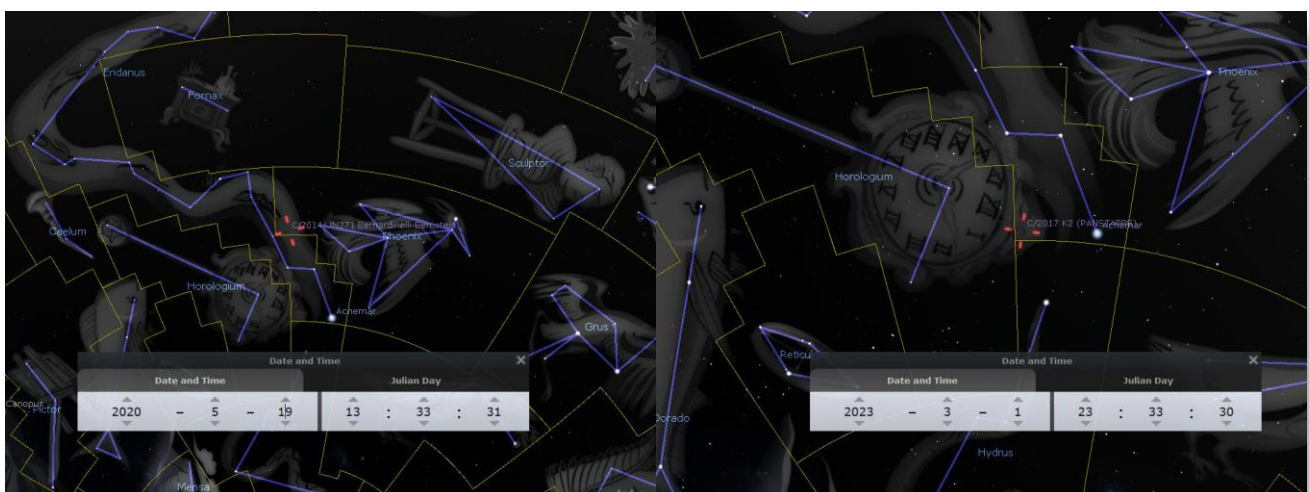 Eridanus
Fornax
Sculptor
Caelum
C/2014 UN271 Bernardinelli-Bernstein
Phoenix
Horologium
Achernar
Grus
Date and Time ×
Date and Time Julian Day
2020 - 5 - 19 13 : 33 : 31
Canopus
Pictor
Mensa
Phoenix
Horologium
C/2017 K2 (PANSTARRS)
Achernar
Reticu
Date and Time ×
Date and Time Julian Day
2023 - 3 - 1 23 : 33 : 30
Dorado
Hydrus